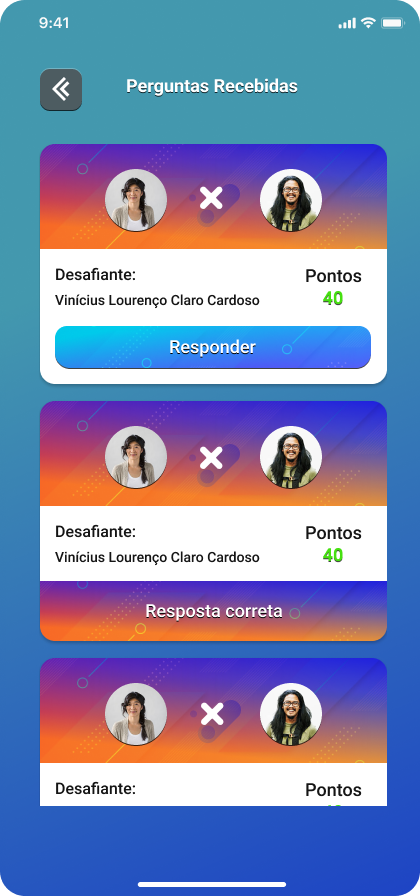 9:41
Perguntas Recebidas
Desafiante:
Pontos
Vinícius Lourenço Claro Cardoso
40
Responder
Desafiante:
Pontos
Vinícius Lourenço Claro Cardoso
40
Resposta correta
Desafiante:
Pontos